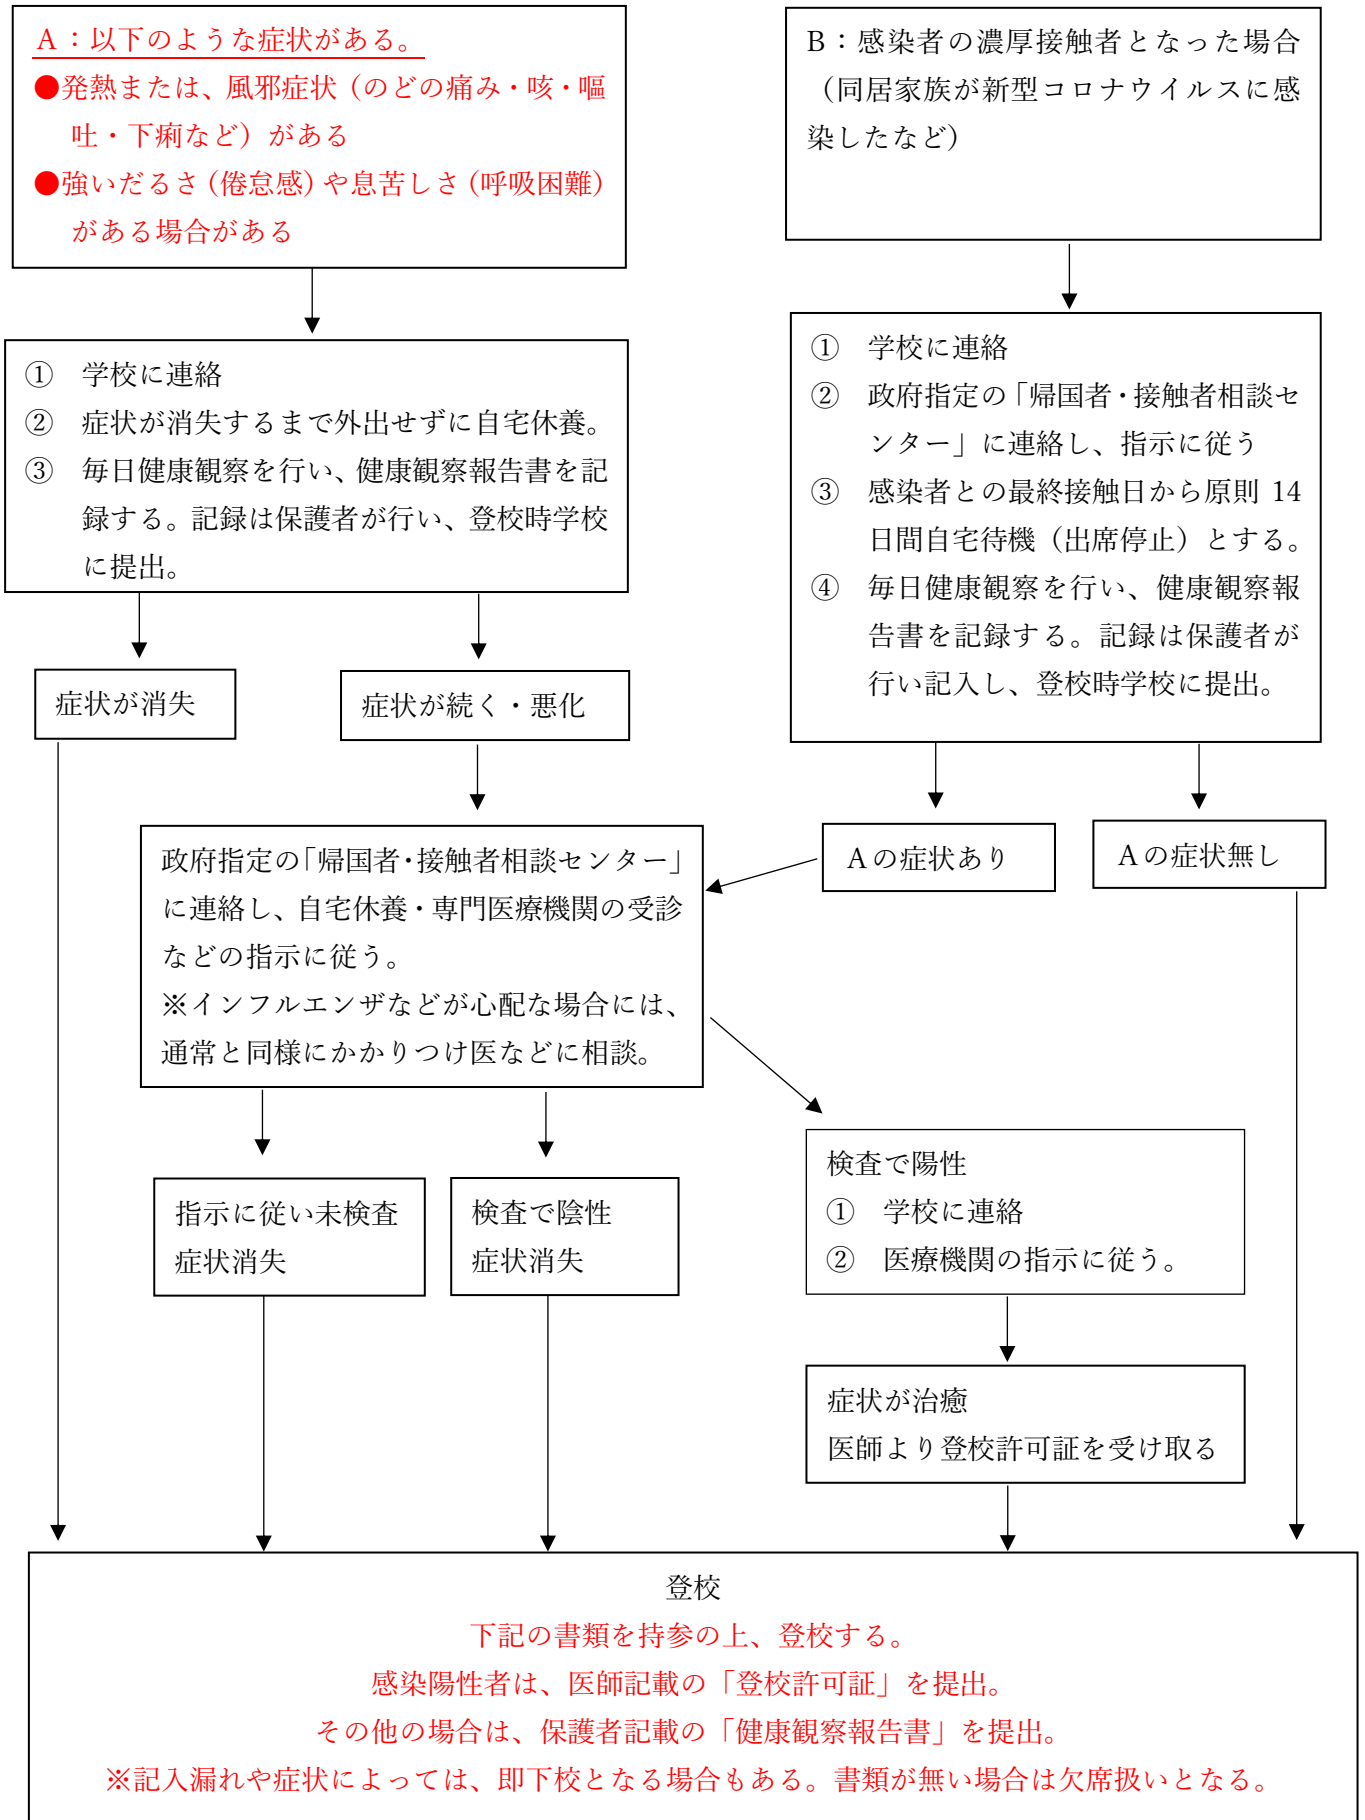 A：以下のような症状がある。
●発熱または、風邪症状（のどの痛み・咳・嘔
吐・下痢など）がある
●強いだるさ（倦怠感）や息苦しさ（呼吸困難）
がある場合がある
B：感染者の濃厚接触者となった場合
（同居家族が新型コロナウイルスに感
染したなど）
① 学校に連絡
② 症状が消失するまで外出せずに自宅休養。
③ 毎日健康観察を行い、健康観察報告書を記
録する。記録は保護者が行い、登校時学校
に提出。
① 学校に連絡
② 政府指定の「帰国者・接触者相談セ
ンター」に連絡し、指示に従う
③ 感染者との最終接触日から原則 14
日間自宅待機（出席停止）とする。
④ 毎日健康観察を行い、健康観察報
告書を記録する。記録は保護者が
行い記入し、登校時学校に提出。
症状が消失
症状が続く・悪化
Aの症状あり
Aの症状無し
政府指定の「帰国者・接触者相談センター」
に連絡し、自宅休養・専門医療機関の受診
などの指示に従う。
※インフルエンザなどが心配な場合には、
通常と同様にかかりつけ医などに相談。
指示に従い未検査
症状消失
検査で陰性
症状消失
検査で陽性
① 学校に連絡
② 医療機関の指示に従う。
症状が治癒
医師より登校許可証を受け取る
登校
下記の書類を持参の上、登校する。
感染陽性者は、医師記載の「登校許可証」を提出。
その他の場合は、保護者記載の「健康観察報告書」を提出。
※記入漏れや症状によっては、即下校となる場合もある。書類が無い場合は欠席扱いとなる。